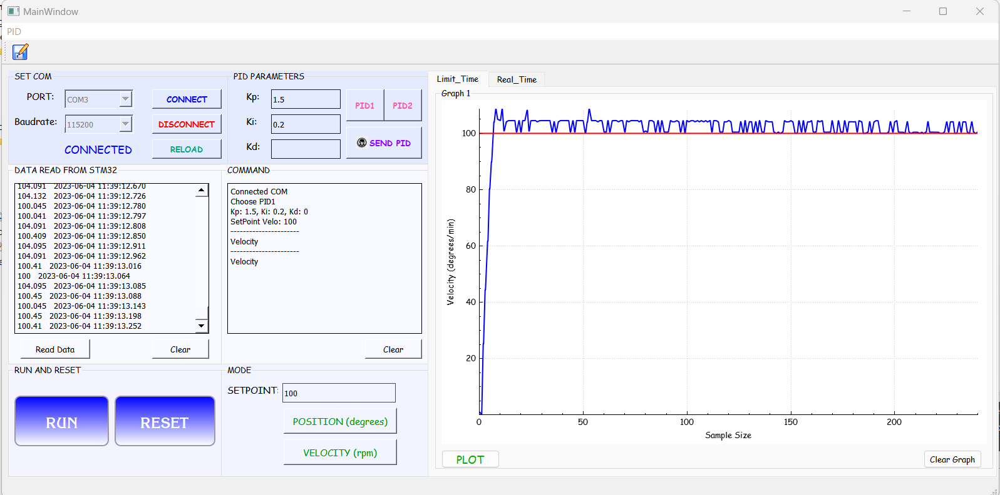 MainWindow
PID
SET COM
PORT:
COM3
CONNECT
Baudrate:
115200
DISCONNECT
CONNECTED
RELOAD
PID PARAMETERS
Kp:
1.5
PID1
PID2
Ki:
0.2
SEND PID
Kd:
DATA READ FROM STM32
104.091 2023-06-04 11:39:12.670
104.132 2023-06-04 11:39:12.726
100.045 2023-06-04 11:39:12.780
100.041 2023-06-04 11:39:12.797
104.091 2023-06-04 11:39:12.808
100.409 2023-06-04 11:39:12.850
104.095 2023-06-04 11:39:12.911
104.091 2023-06-04 11:39:12.962
100.41 2023-06-04 11:39:13.016
100 2023-06-04 11:39:13.064
104.095 2023-06-04 11:39:13.085
100.45 2023-06-04 11:39:13.088
100.045 2023-06-04 11:39:13.143
100.45 2023-06-04 11:39:13.198
100.41 2023-06-04 11:39:13.252
Read Data
Clear
COMMAND
Connected COM
Choose PID1
Kp: 1.5, Ki: 0.2, Kd: 0
SetPoint Velo: 100
----------------------
Velocity
----------------------
Velocity
Clear
RUN AND RESET
RUN
RESET
MODE
SETPOINT:
100
POSITION (degrees)
VELOCITY (rpm)
Limit_Time
Real_Time
Graph 1
100
80
60
40
20
Velocity (degrees/min)
0
50
100
150
200
Sample Size
PLOT
Clear Graph